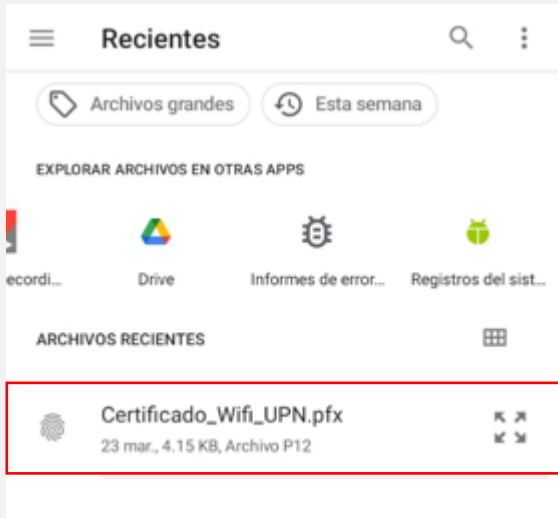 Recientes
Archivos grandes
Esta semana
EXPLORAR ARCHIVOS EN OTRAS APPS
ecordi...
Drive
Informes de error...
Registros del sist...
ARCHIVOS RECIENTES
Certificado_Wifi_UPN.pfx
23 mar., 4.15 KB, Archivo P12